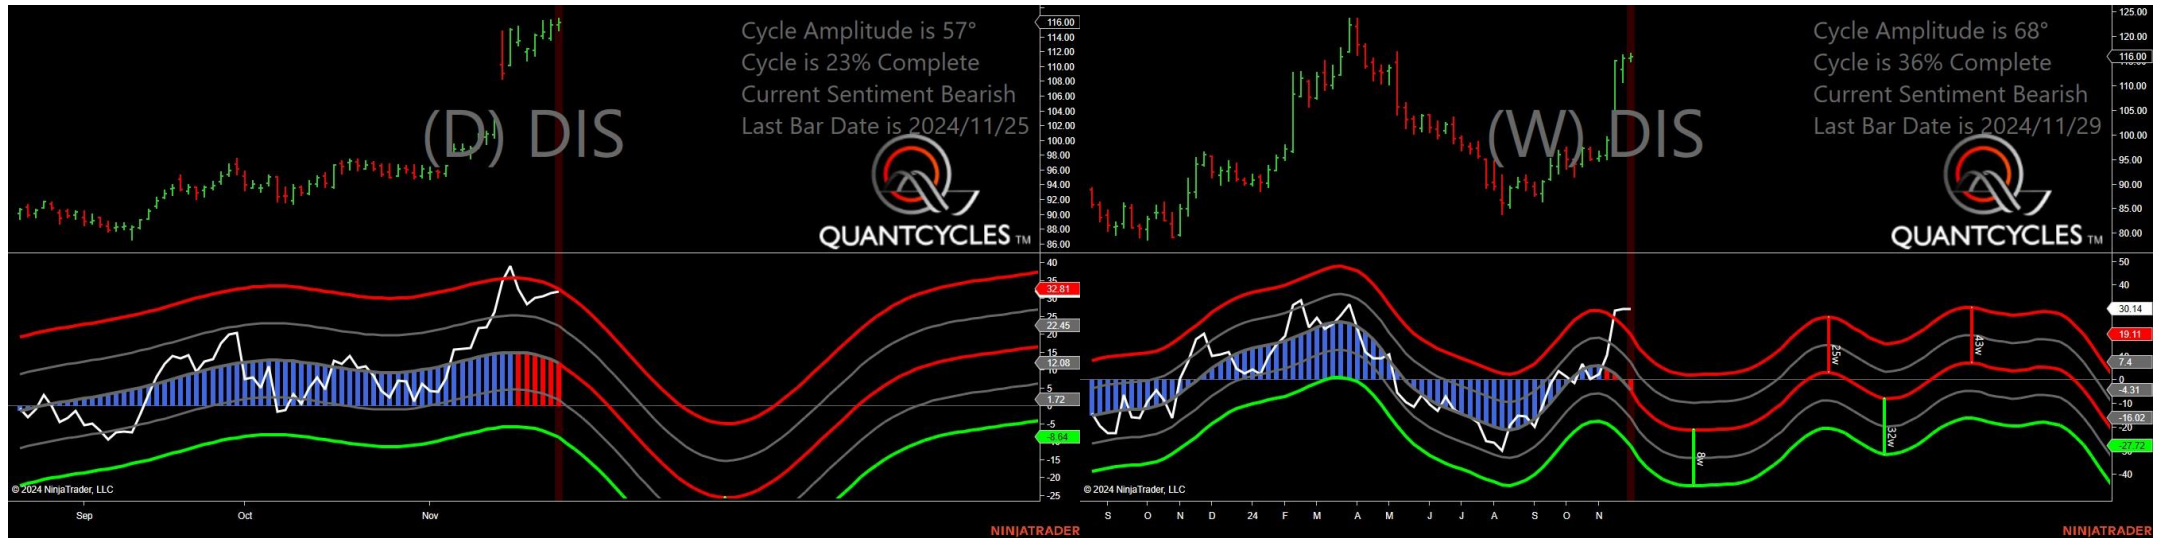 Cycle Amplitude is 57°
Cycle is 23% Complete
Current Sentiment Bearish
Last Bar Date is 2024/11/25
(D) DIS
QUANTCYCLES TM
116.00
114.00
112.00
110.00
108.00
106.00
104.00
102.00
100.00
98.00
96.00
94.00
92.00
90.00
88.00
86.00
40
35
32.81
30
25
22.45
20
15
12.08
10
5
1.72
0
-5
-8.64
-15
-20
-25
© 2024 NinjaTrader, LLC
Sep Oct Nov
NINJATRADER
Cycle Amplitude is 68°
Cycle is 36% Complete
Current Sentiment Bearish
Last Bar Date is 2024/11/29
(W) DIS
QUANTCYCLES TM
125.00
120.00
116.00
110.00
105.00
100.00
95.00
90.00
85.00
80.00
50
40
30.14
19.11
7.4
0
-4.31
-10
-16.02
-20
-27.72
-40
25w
43w
32w
8w
© 2024 NinjaTrader, LLC
S O N D 24 F M A M J J A S O N
NINJATRADER